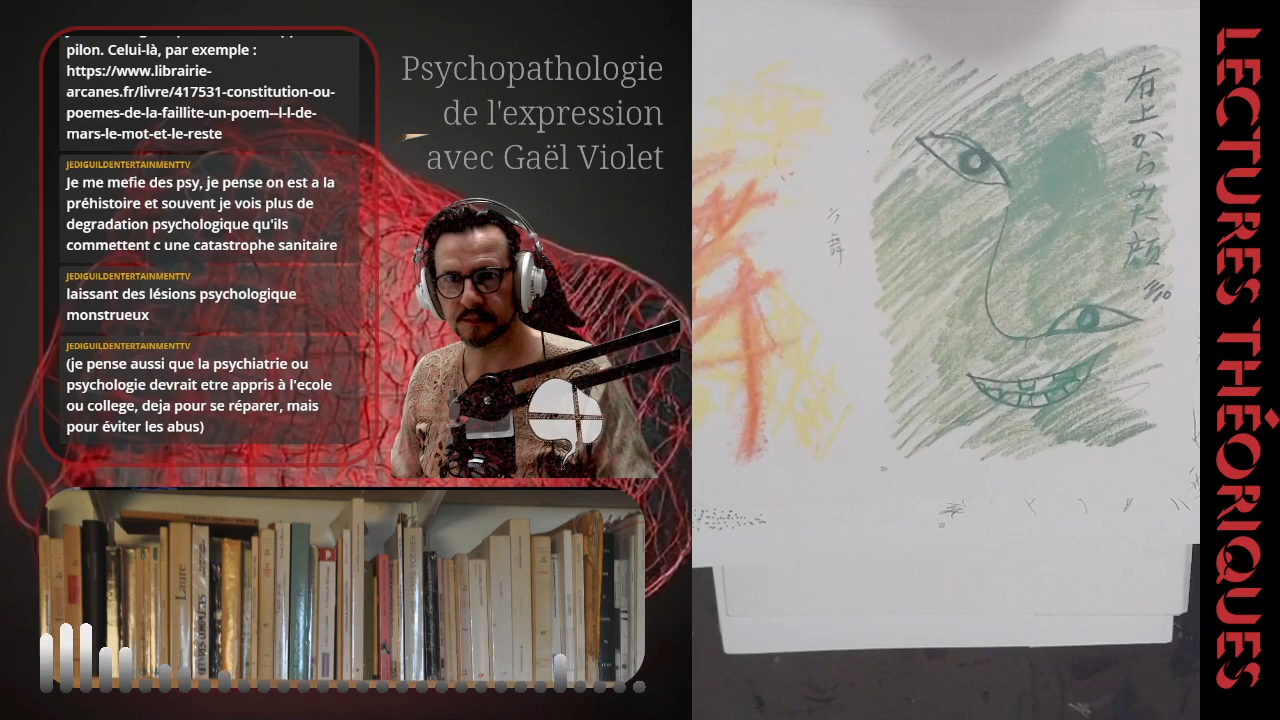 pilon. Celui-là, par exemple :
https://www.librairie-
arcanes.fr/livre/417531-constitution-ou-
poemes-de-la-faillite-un-poem--l-l-de-
mars-le-mot-et-le-reste
JEDIGUILDENTERTAINMENTTV
Je me mefie des psy, je pense on est a la
préhistoire et souvent je vois plus de
degradation psychologique qu'ils
commettent c une catastrophe sanitaire
JEDIGUILDENTERTAINMENTTV
laissant des lésions psychologique
monstrueux
JEDIGUILDENTERTAINMENTTV
(je pense aussi que la psychiatrie ou
psychologie devrait etre appris à l'ecole
ou college, deja pour se réparer, mais
pour éviter les abus)
Psychopathologie
de l'expression
avec Gaël Violet
Laure
右上からみた顔
LECTURES THÉORIQUES